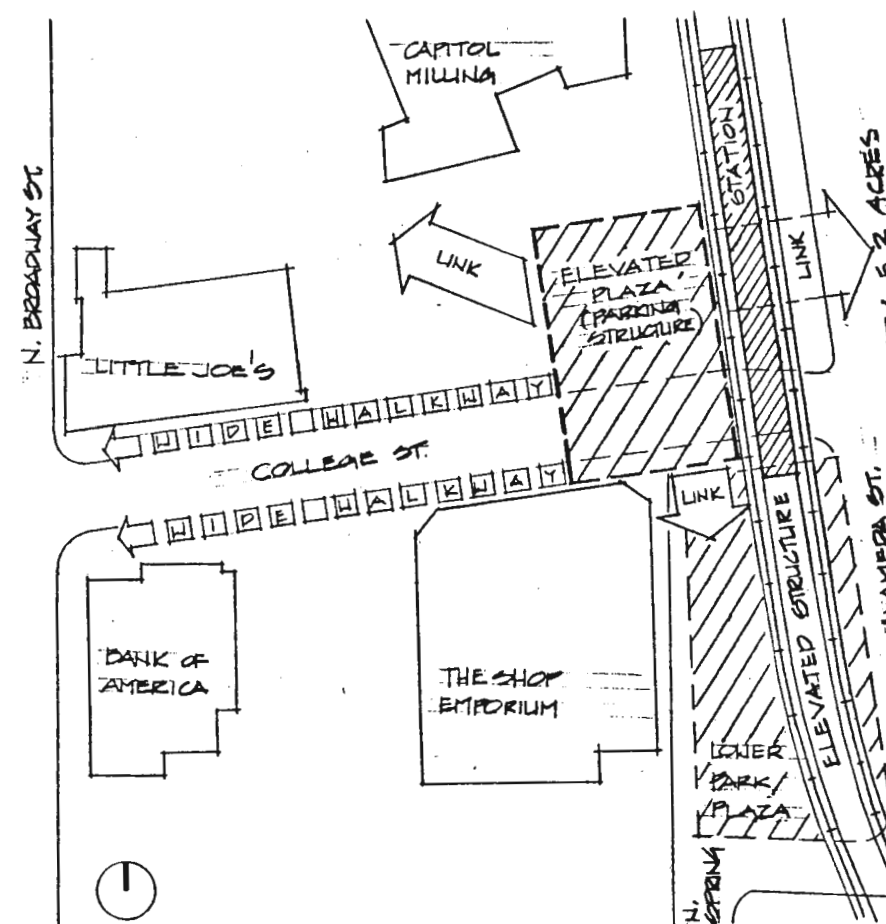 CAPITOL
MILLING
N. BROADWAY ST.
STATION
2 ACRES
LINK
LINK
ELEVATED
PLAZA
(PARKING
STRUCTURE)
LITTLE JOE'S
WIDE WALKWAY
COLLEGE ST.
WIDE WALKWAY
LINK
ELEVATED STRUCTURE
ST.
BANK OF
AMERICA
THE SHOP
EMPORIUM
LOWER
PARK/
PLAZA
N.
SPRING